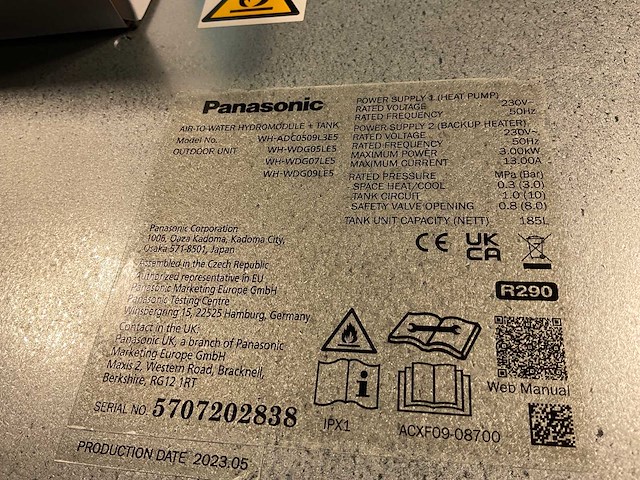 Panasonic
AIR-TO-WATER HYDROMODULE + TANK
Model No. WH-ADC0509L3E5
OUTDOOR UNIT WH-WDG05LE5
WH-WDG07LE5
WH-WDG09LE5
POWER SUPPLY 1 (HEAT PUMP)
RATED VOLTAGE 230V~
RATED FREQUENCY 50Hz
POWER SUPPLY 2 (BACKUP HEATER)
RATED VOLTAGE 230V~
RATED FREQUENCY 50Hz
MAXIMUM POWER 3.00kW
MAXIMUM CURRENT 13.00A
RATED PRESSURE MPa (Bar)
SPACE HEAT/COOL 0.3 (3.0)
TANK CIRCUIT 1.0 (10)
SAFETY VALVE OPENING 0.8 (8.0)
TANK UNIT CAPACITY (NETT) 185L
Panasonic Corporation
1006, Oaza Kadoma, Kadoma City,
Osaka 571-8501, Japan
Assembled in the Czech Republic
Authorized representative in EU
Panasonic Marketing Europe GmbH
Panasonic Testing Centre
Winsbergring 15, 22525 Hamburg, Germany
Contact in the UK:
Panasonic UK, a branch of Panasonic
Marketing Europe GmbH
Maxis 2, Western Road, Bracknell,
Berkshire, RG12 1RT
CE UK
CA
R290
Web Manual
SERIAL NO. 5707202838
IPX1
ACXF09-08700
PRODUCTION DATE 2023.05